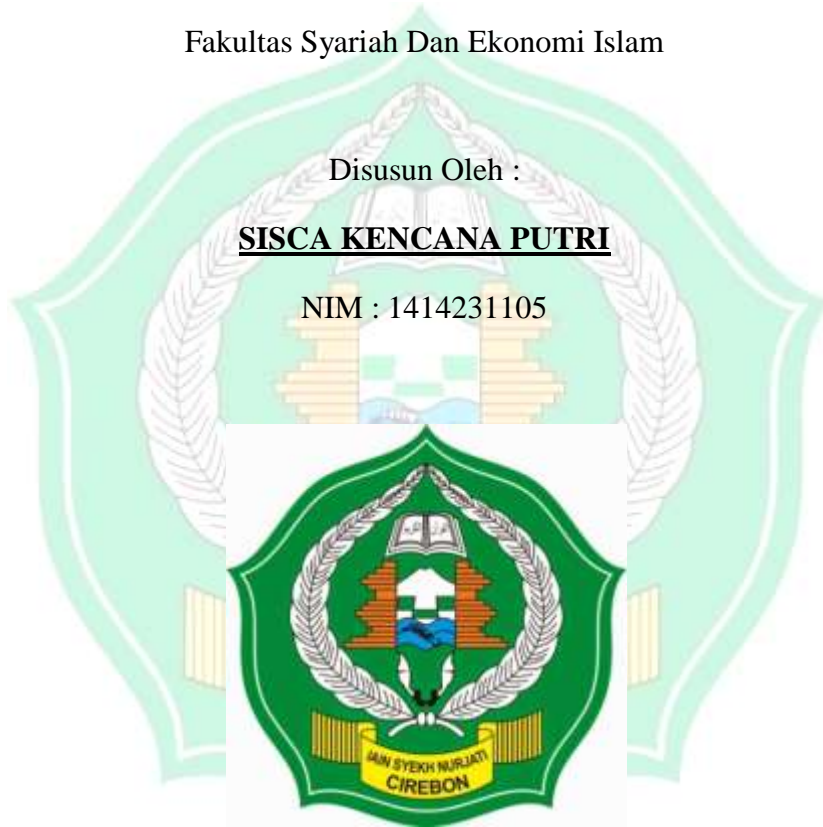 Fakultas Syariah Dan Ekonomi Islam
Disusun Oleh :
SISCA KENCANA PUTRI
NIM : 1414231105
IAIN SYEKH NURJATI
CIREBON